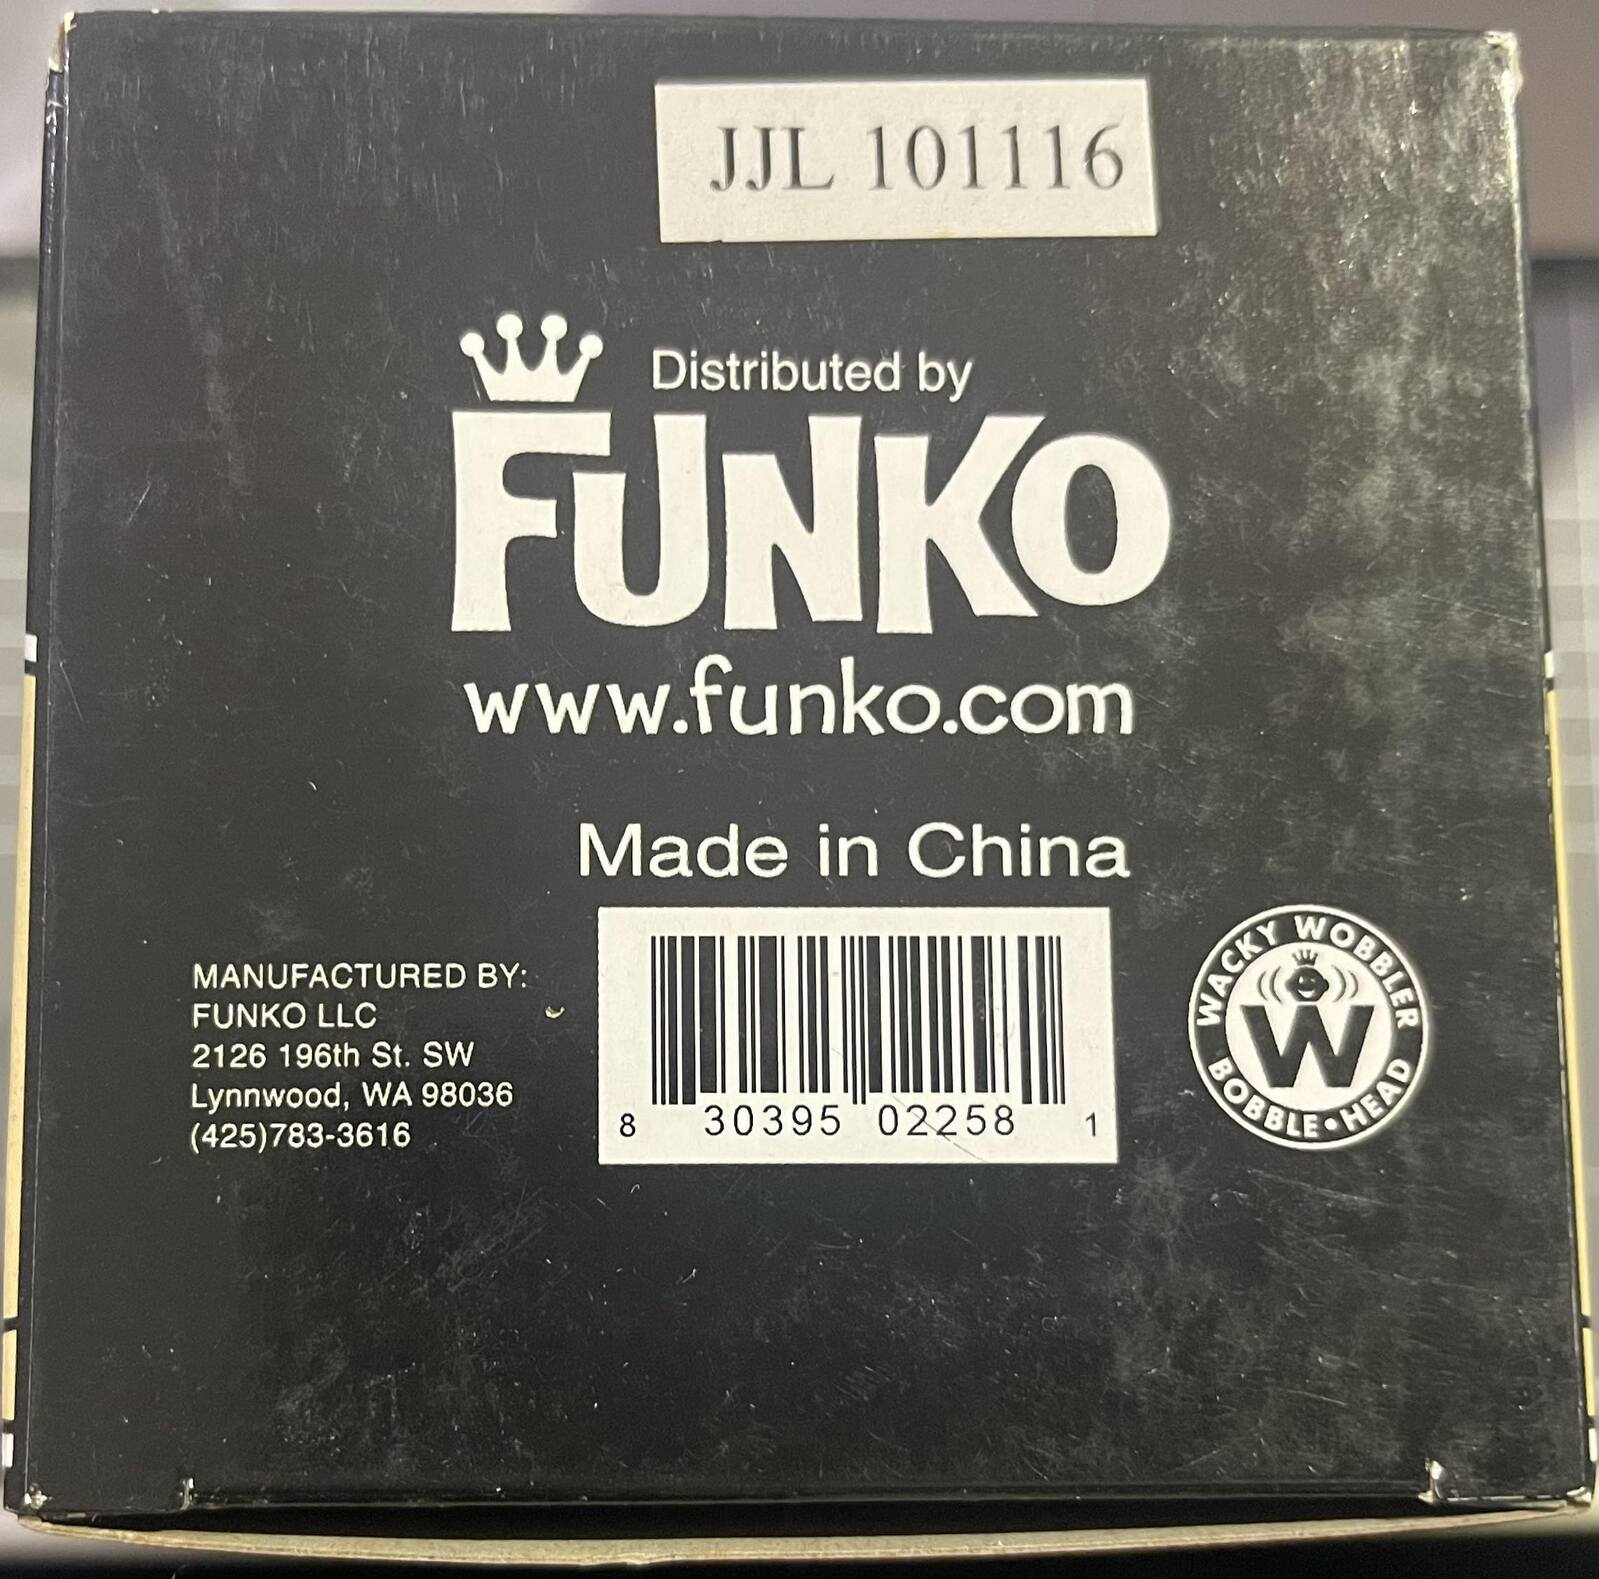 JJL 101116
Distributed by
FUNKO
www.funko.com
Made in China
MANUFACTURED BY:
FUNKO LLC
2126 196th St. SW
Lynnwood, WA 98036
(425)783-3616
8 30395 02258 1
WACKY WOBBLER
W
BOBBLE•HEAD